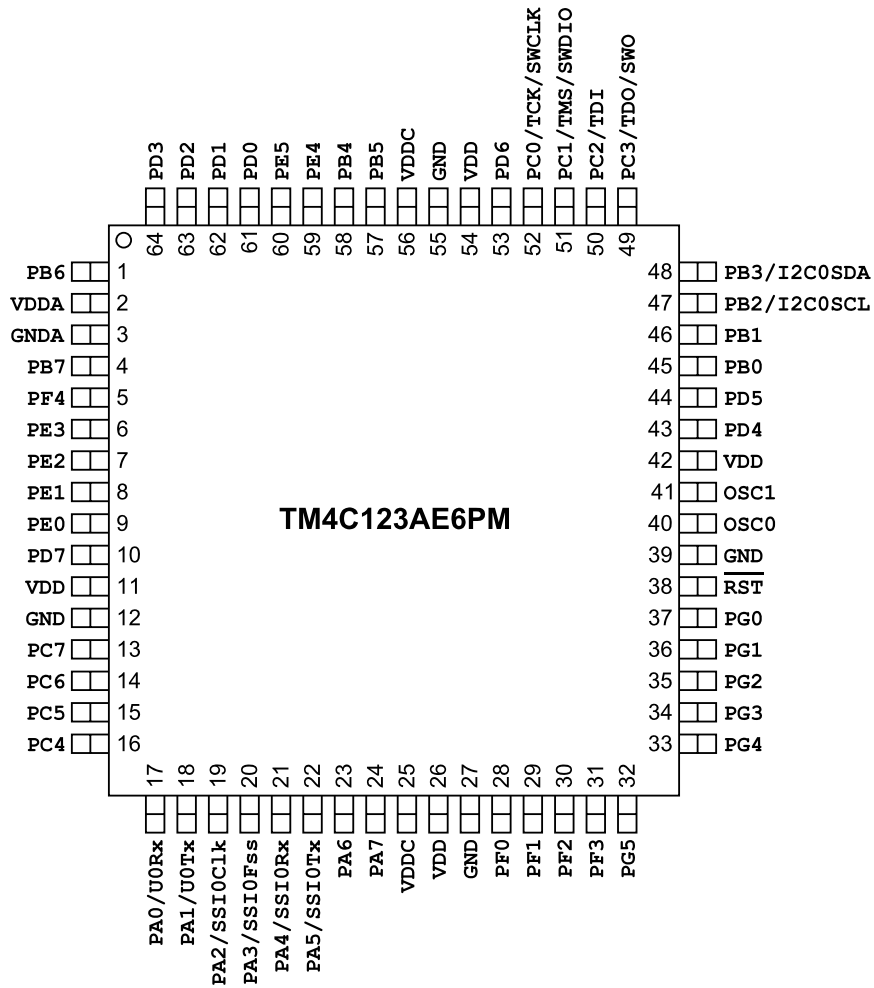 PD3
PD2
PD1
PD0
PE5
PE4
PB4
PB5
VDDC
GND
VDD
PD6
PC0/TCK/SWCLK
PC1/TMS/SWDIO
PC2/TDI
PC3/TDO/SWO
64
63
62
61
60
59
58
57
56
55
54
53
52
51
50
49
PB6 1
VDDA 2
GNDA 3
PB7 4
PF4 5
PE3 6
PE2 7
PE1 8
PE0 9
PD7 10
VDD 11
GND 12
PC7 13
PC6 14
PC5 15
PC4 16
TM4C123AE6PM
48 PB3/I2C0SDA
47 PB2/I2C0SCL
46 PB1
45 PB0
44 PD5
43 PD4
42 VDD
41 OSC1
40 OSC0
39 GND
38 RST
37 PG0
36 PG1
35 PG2
34 PG3
33 PG4
17
18
19
20
21
22
23
24
25
26
27
28
29
30
31
32
PA0/U0Rx
PA1/U0Tx
PA2/SSI0Clk
PA3/SSI0Fss
PA4/SSI0Rx
PA5/SSI0Tx
PA6
PA7
VDDC
VDD
GND
PF0
PF1
PF2
PF3
PG5